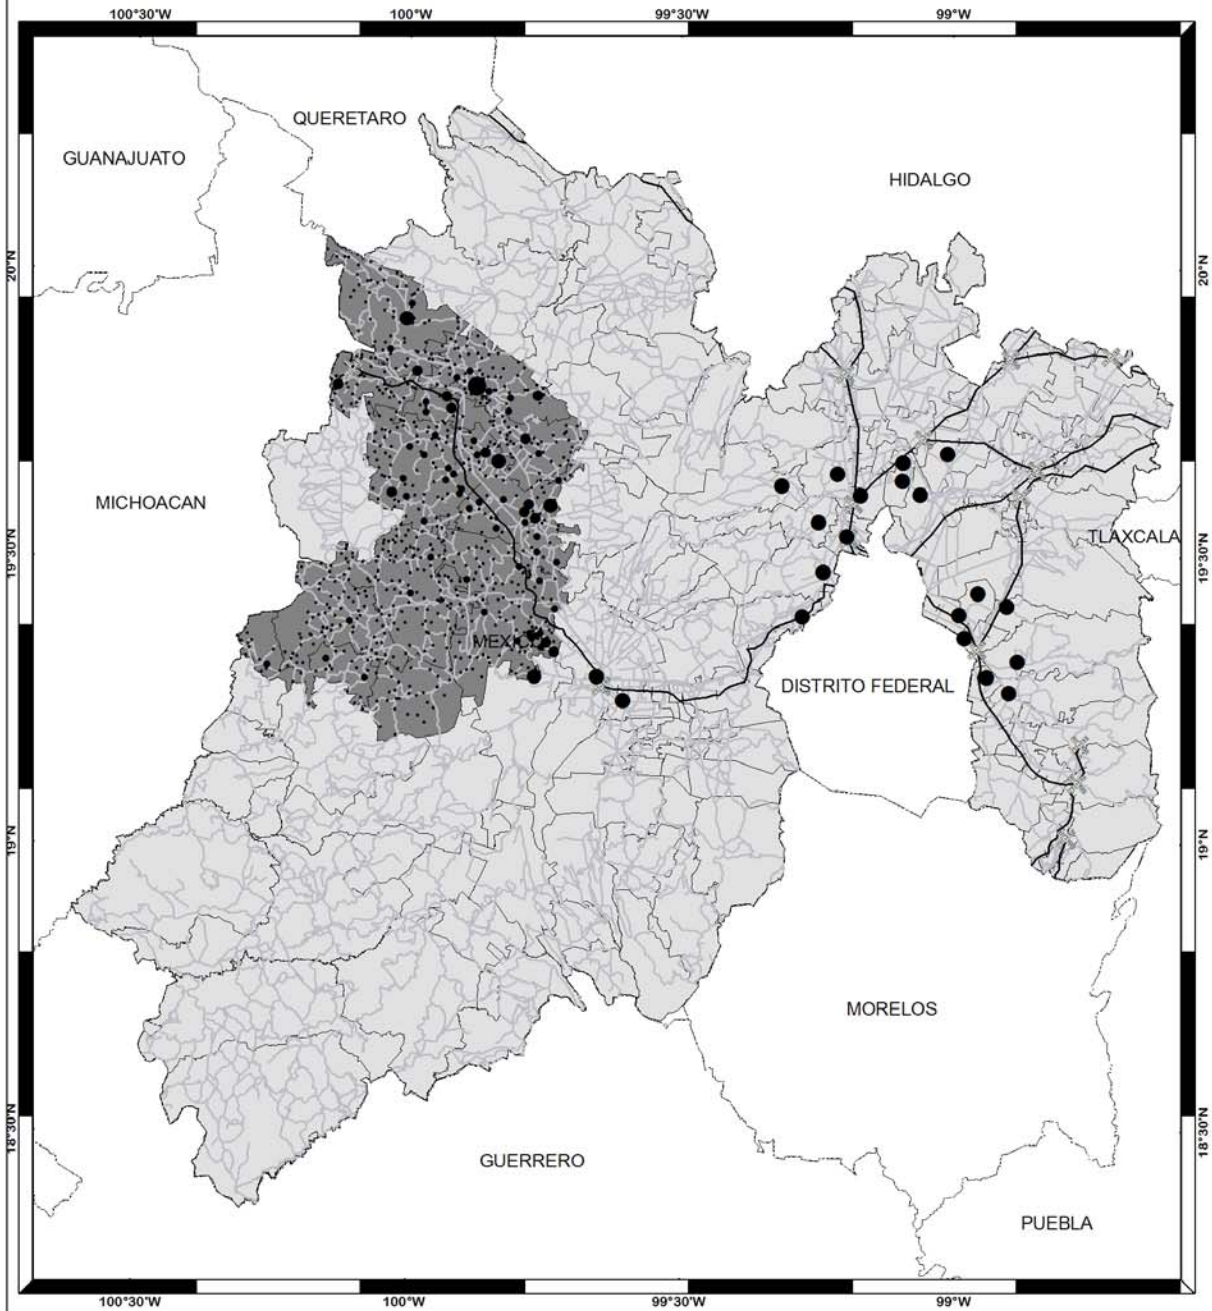 100°30'W 100°W 99°30'W 99°W
QUERETARO
GUANAJUATO
HIDALGO
20°N 20°N
MICHOACAN
TLAXCALA
19°30'N 19°30'N
MEXICO
DISTRITO FEDERAL
19°N 19°N
MORELOS
18°30'N 18°30'N
GUERRERO
PUEBLA
100°30'W 100°W 99°30'W 99°W